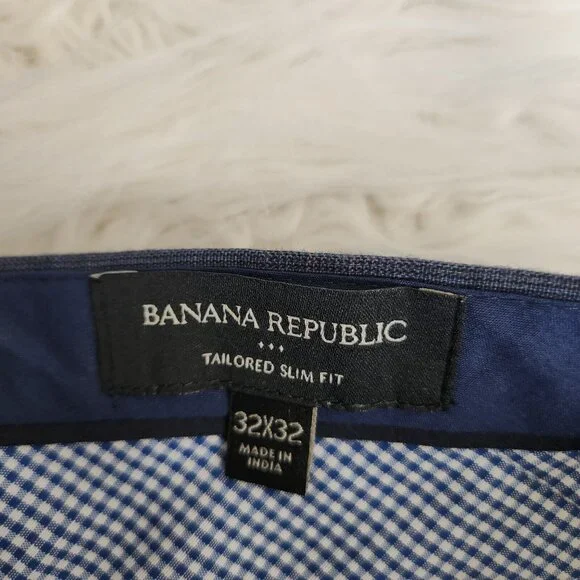 BANANA REPUBLIC
TAILORED SLIM FIT
32X32
MADE IN
INDIA